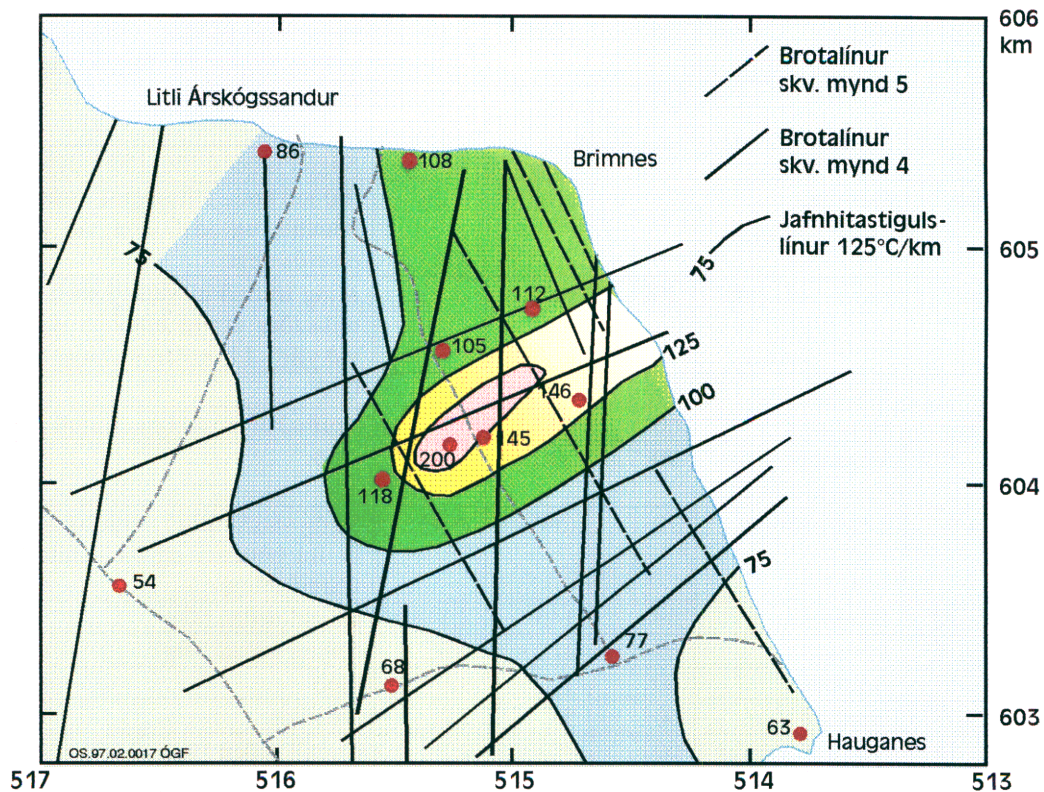 606
km
Brotalínur
skv. mynd 5
Litli Árskógssandur
Brotalínur
skv. mynd 4
86
108
Brimnes
Jafnhitastiguls-
línur 125°C/km
75
605
75
112
105
125
146
100
145
200
118
604
54
75
77
68
63
Hauganes
603
OS.97.02.0017 ÓGF
517
516
515
514
513